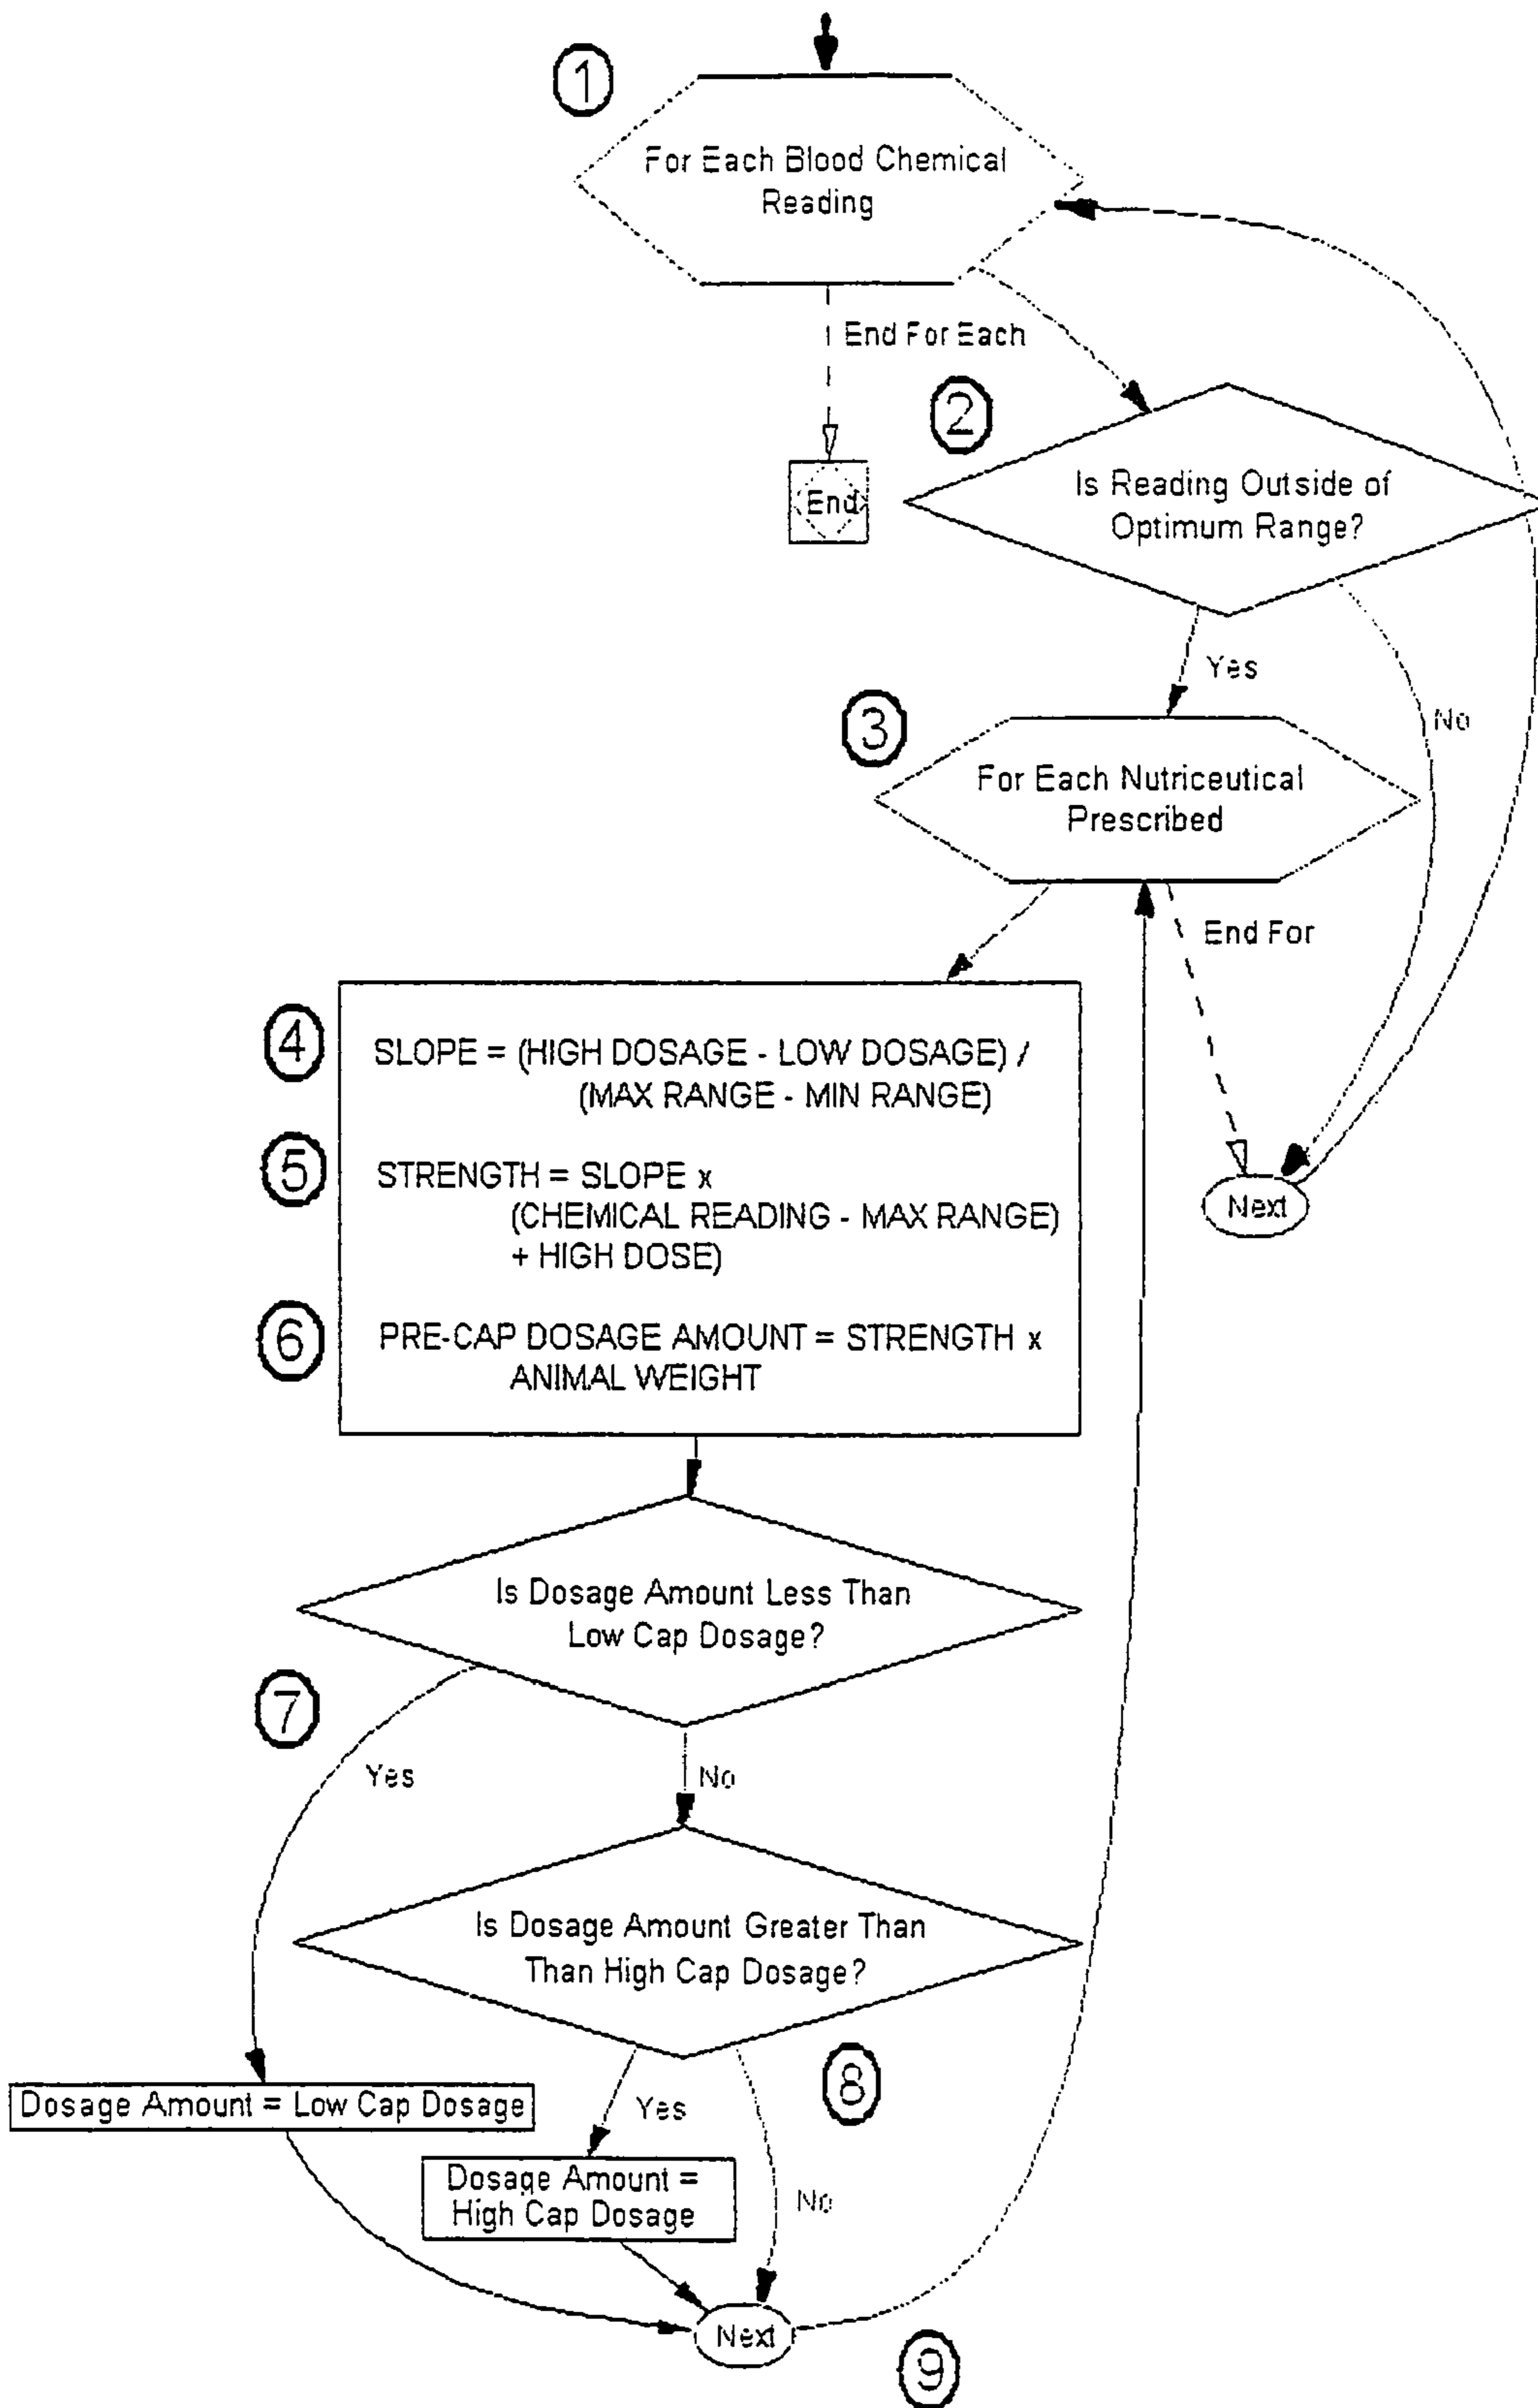 1
For Each Blood Chemical
Reading
End For Each
2
End
Is Reading Outside of
Optimum Range?
Yes
No
3
For Each Nutriceutical
Prescribed
End For
4
SLOPE = (HIGH DOSAGE - LOW DOSAGE) /
(MAX RANGE - MIN RANGE)
5
STRENGTH = SLOPE x
(CHEMICAL READING - MAX RANGE)
+ HIGH DOSE)
Next
6
PRE-CAP DOSAGE AMOUNT = STRENGTH x
ANIMAL WEIGHT
Is Dosage Amount Less Than
Low Cap Dosage?
7
Yes
No
Is Dosage Amount Greater Than
Than High Cap Dosage?
8
Dosage Amount = Low Cap Dosage
Yes
Dosage Amount =
High Cap Dosage
No
Next
9